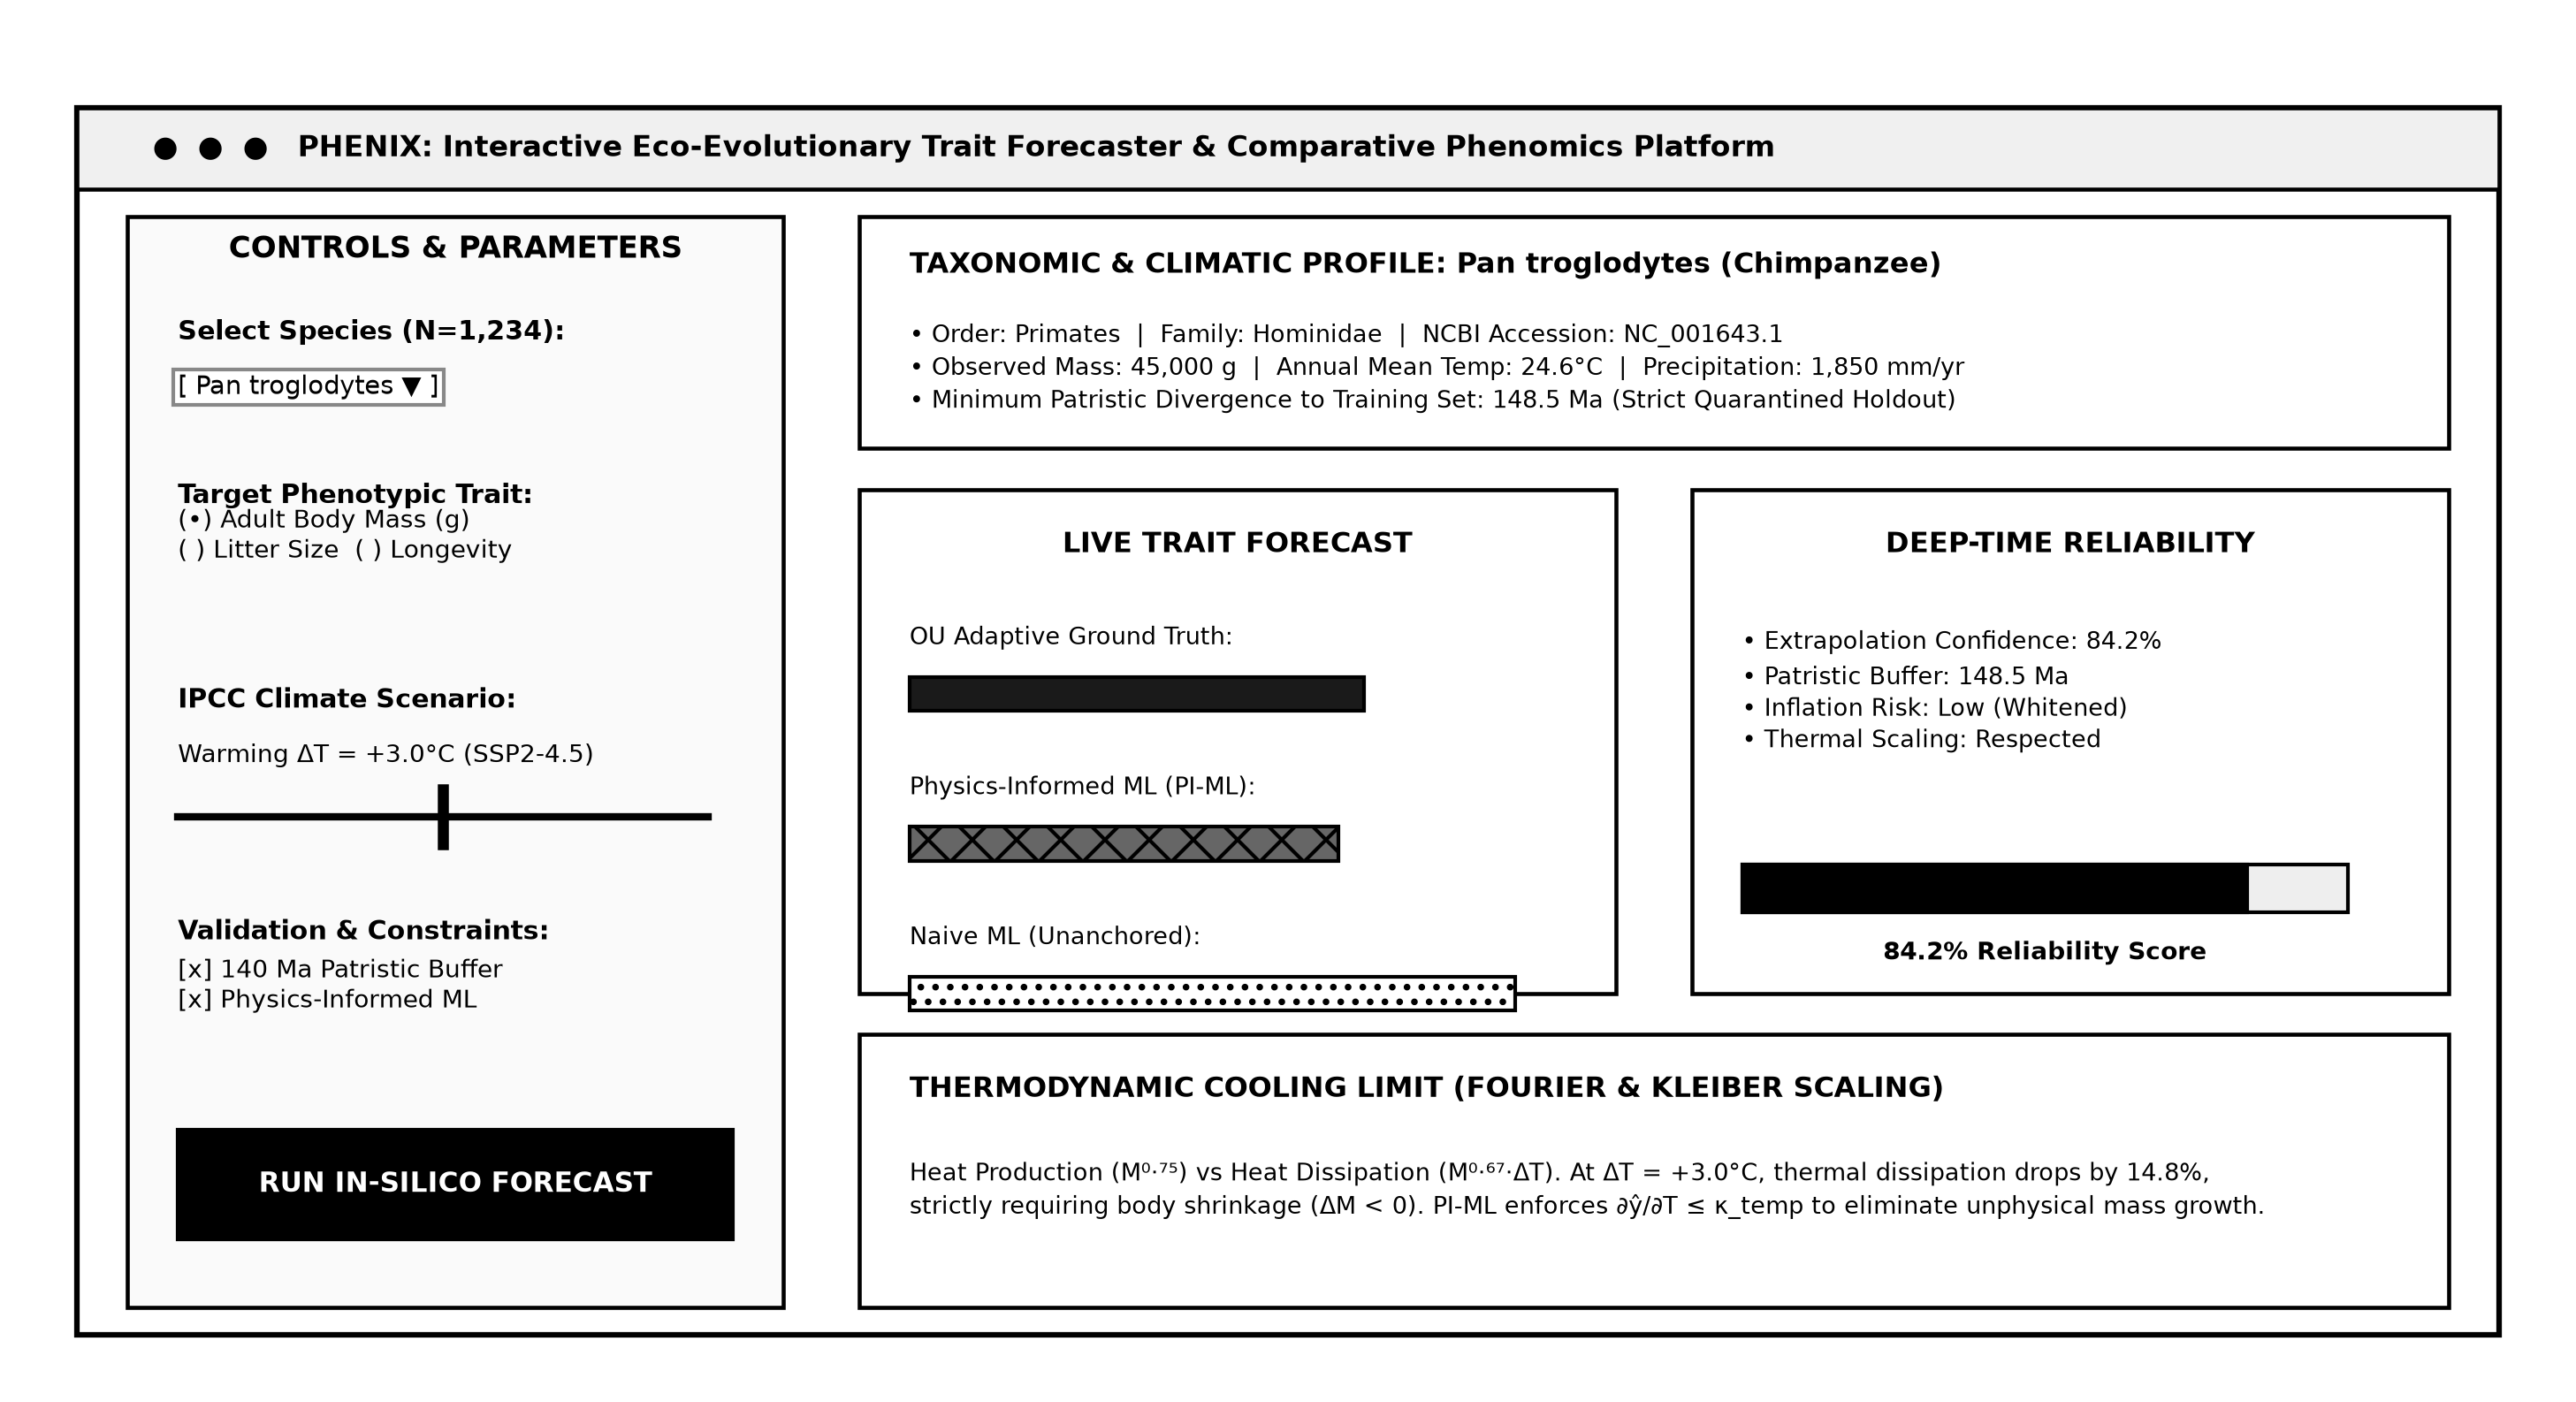 ● ● ● PHENIX: Interactive Eco-Evolutionary Trait Forecaster & Comparative Phenomics Platform
CONTROLS & PARAMETERS
Select Species (N=1,234):
[ Pan troglodytes ▼ ]
Target Phenotypic Trait:
(•) Adult Body Mass (g)
( ) Litter Size ( ) Longevity
IPCC Climate Scenario:
Warming ΔT = +3.0°C (SSP2-4.5)
Validation & Constraints:
[x] 140 Ma Patristic Buffer
[x] Physics-Informed ML
RUN IN-SILICO FORECAST
TAXONOMIC & CLIMATIC PROFILE: Pan troglodytes (Chimpanzee)
• Order: Primates | Family: Hominidae | NCBI Accession: NC_001643.1
• Observed Mass: 45,000 g | Annual Mean Temp: 24.6°C | Precipitation: 1,850 mm/yr
• Minimum Patristic Divergence to Training Set: 148.5 Ma (Strict Quarantined Holdout)
LIVE TRAIT FORECAST
OU Adaptive Ground Truth:
Physics-Informed ML (PI-ML):
Naive ML (Unanchored):
DEEP-TIME RELIABILITY
• Extrapolation Confidence: 84.2%
• Patristic Buffer: 148.5 Ma
• Inflation Risk: Low (Whitened)
• Thermal Scaling: Respected
84.2% Reliability Score
THERMODYNAMIC COOLING LIMIT (FOURIER & KLEIBER SCALING)
Heat Production (M⁰·⁷⁵) vs Heat Dissipation (M⁰·⁶⁷·ΔT). At ΔT = +3.0°C, thermal dissipation drops by 14.8%,
strictly requiring body shrinkage (ΔM < 0). PI-ML enforces ∂ŷ/∂T ≤ κ_temp to eliminate unphysical mass growth.